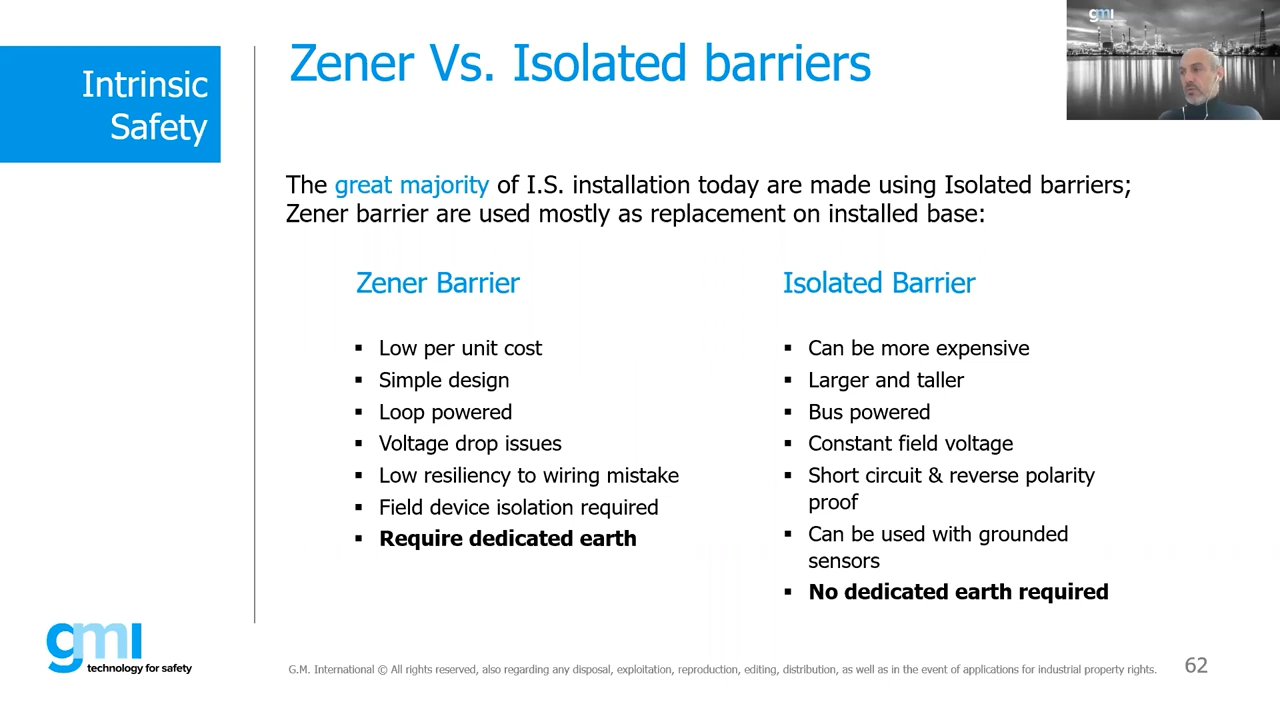 Intrinsic
Safety
Zener Vs. Isolated barriers
gmi
The great majority of I.S. installation today are made using Isolated barriers;
Zener barrier are used mostly as replacement on installed base:
Zener Barrier
▪ Low per unit cost
▪ Simple design
▪ Loop powered
▪ Voltage drop issues
▪ Low resiliency to wiring mistake
▪ Field device isolation required
▪ Require dedicated earth
Isolated Barrier
▪ Can be more expensive
▪ Larger and taller
▪ Bus powered
▪ Constant field voltage
▪ Short circuit & reverse polarity
proof
▪ Can be used with grounded
sensors
▪ No dedicated earth required
gmi
technology for safety
G.M. International © All rights reserved, also regarding any disposal, exploitation, reproduction, editing, distribution, as well as in the event of applications for industrial property rights.
62